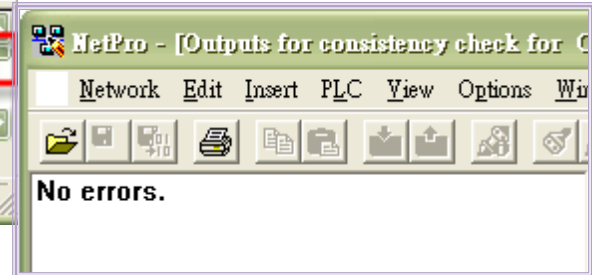 NetPro - [Outputs for consistency check for
Network Edit Insert PLC View Options
No errors.